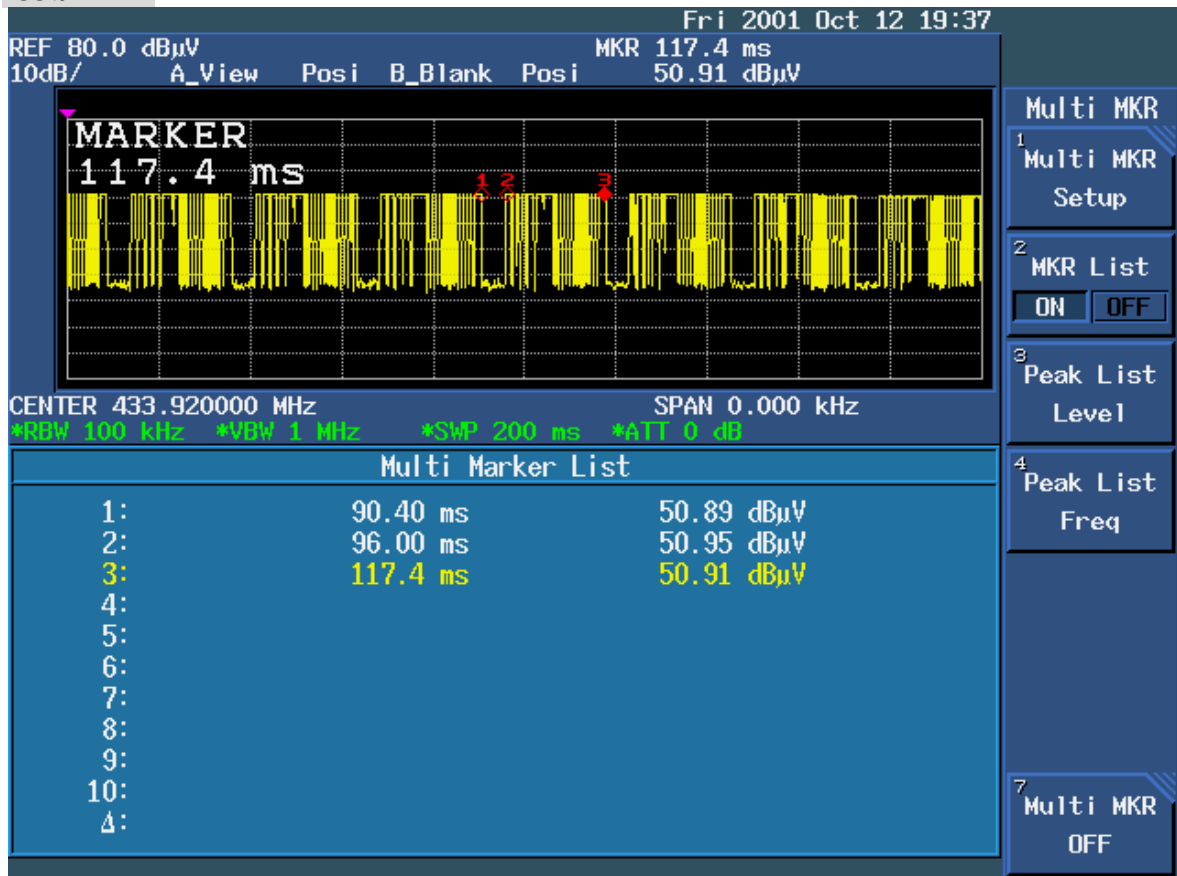 Fri 2001 Oct 12 19:37
REF 80.0 dBµV MKR 117.4 ms
10dB/ A_View Posi B_Blank Posi 50.91 dBµV
MARKER
117.4 ms
1 2 3
CENTER 433.920000 MHz SPAN 0.000 kHz
*RBW 100 kHz *VBW 1 MHz *SWP 200 ms *ATT 0 dB
Multi Marker List
1: 90.40 ms 50.89 dBµV
2: 96.00 ms 50.95 dBµV
3: 117.4 ms 50.91 dBµV
4:
5:
6:
7:
8:
9:
10:
Δ:
Multi MKR
1
Multi MKR
Setup
2
MKR List
ON OFF
3
Peak List
Level
4
Peak List
Freq
7
Multi MKR
OFF